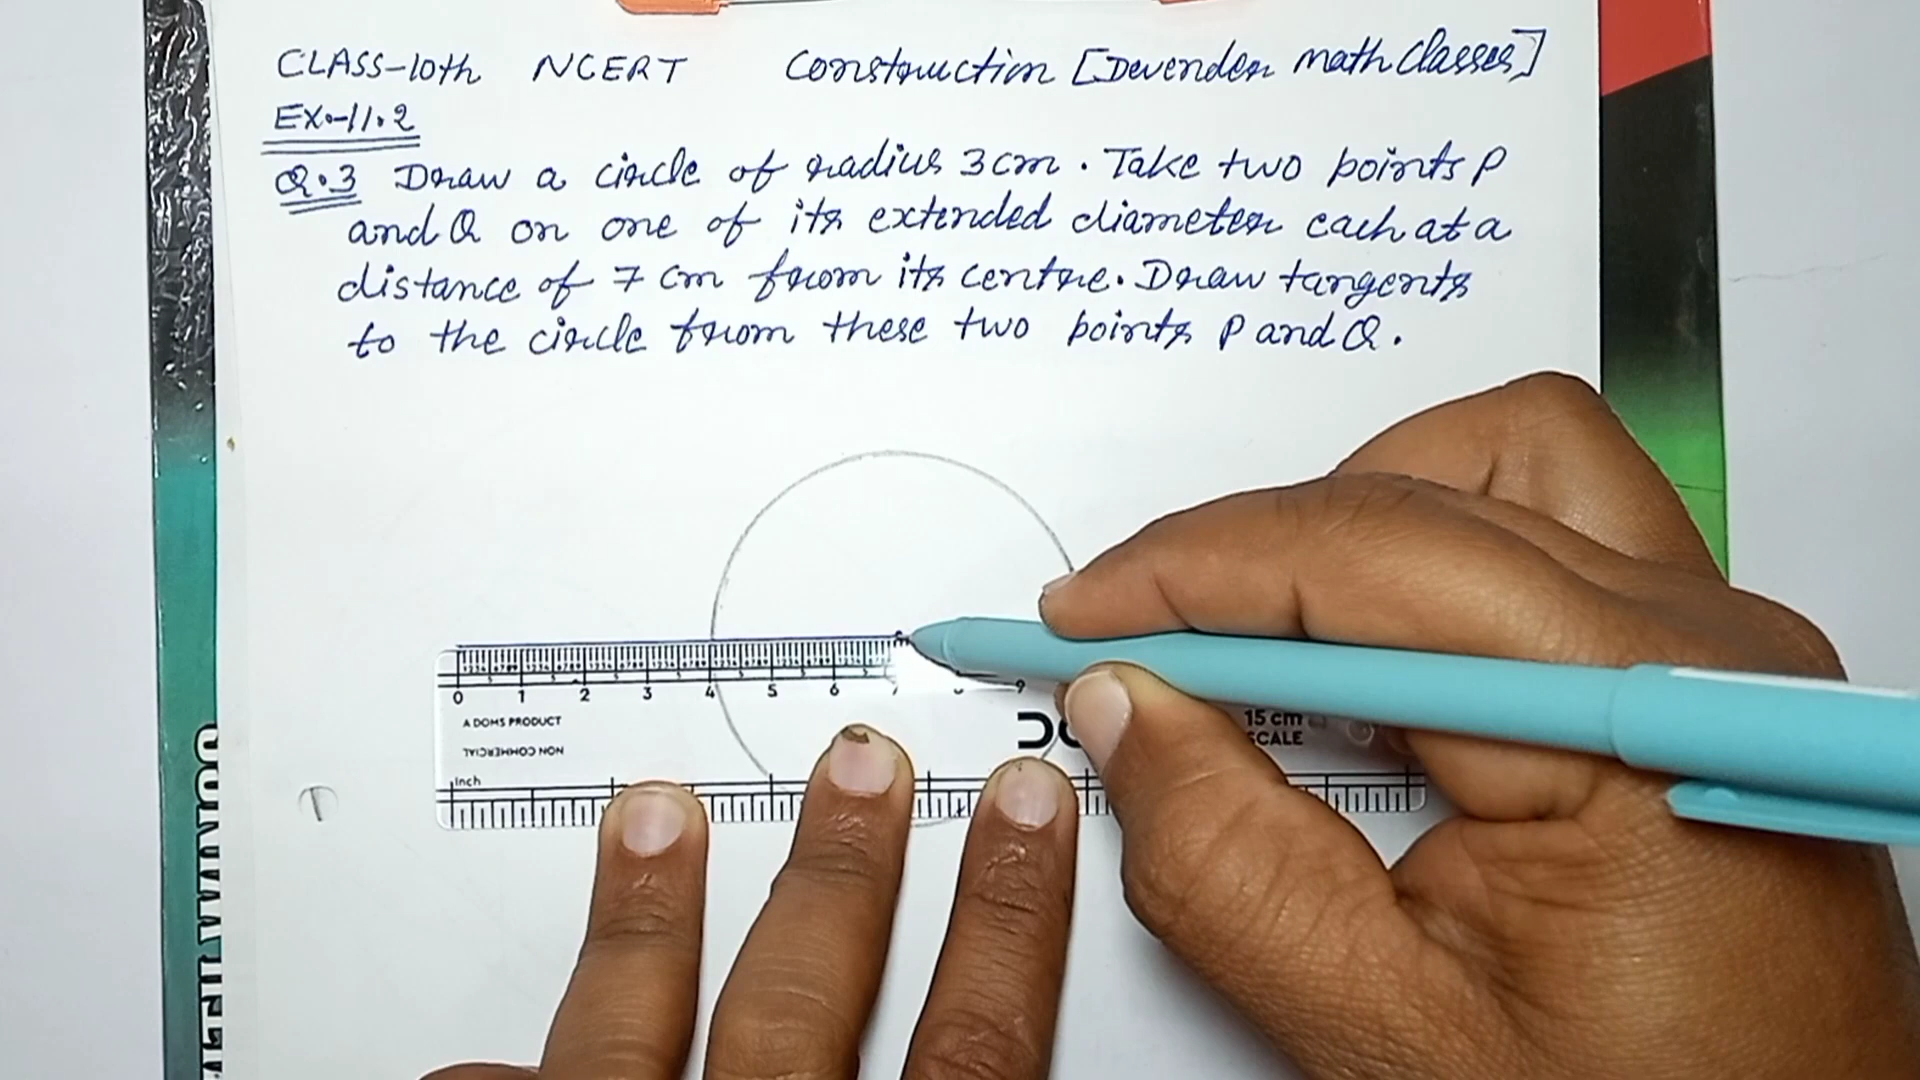 CLASS-10th NCERT Construction [Devender math classes]
EX.-11.2
Q.3 Draw a circle of radius 3 cm. Take two points P
and Q on one of its extended diameter each at a
distance of 7 cm from its centre. Draw tangents
to the circle from these two points P and Q.
0 1 2 3 4 5 6 9
A DOMS PRODUCT
NON COMMERCIAL
15 cm
SCALE
Inch